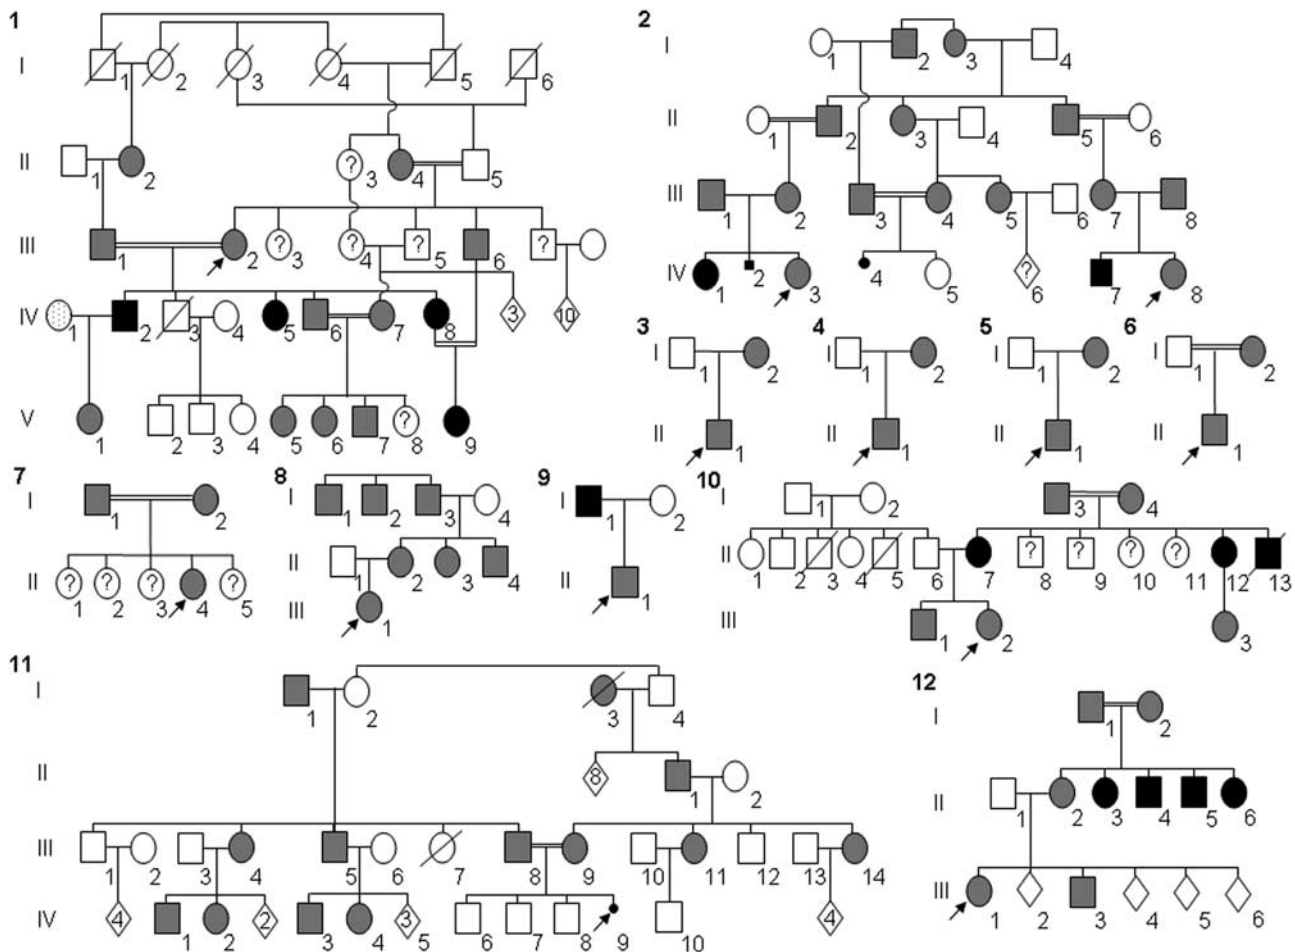 1
I
1 2 3 4 5 6
II
1 2 ? 3 4 5
III
1 2 ? 3 ? 4 ? 5 6 ?
IV
1 2 3 4 5 6 7 8 3 10
V
1 2 3 4 5 6 7 ? 8 9
2
I
1 2 3 4
II
1 2 3 4 5 6
III
1 2 3 4 5 6 7 8
IV
1 2 3 4 5 ? 6 7 8
3
I
1 2
II
1
4
I
1 2
II
1
5
I
1 2
II
1
6
I
1 2
II
1
7
I
1 2
II
? 1 ? 2 ? 3 4 ? 5
8
I
1 2 3 4
II
1 2 3 4
III
1
9
I
1 2
II
1
10
I
1 2 3 4
II
1 2 3 4 5 6 7 ? 8 ? 9 ? 10 ? 11 12 13
III
1 2 3
11
I
1 2 3 4
II
8 1 2
III
1 2 3 4 5 6 7 8 9 10 11 12 13 14
IV
4 1 2 2 3 4 3 5 6 7 8 9 10 4
12
I
1 2
II
1 2 3 4 5 6
III
1 2 3 4 5 6